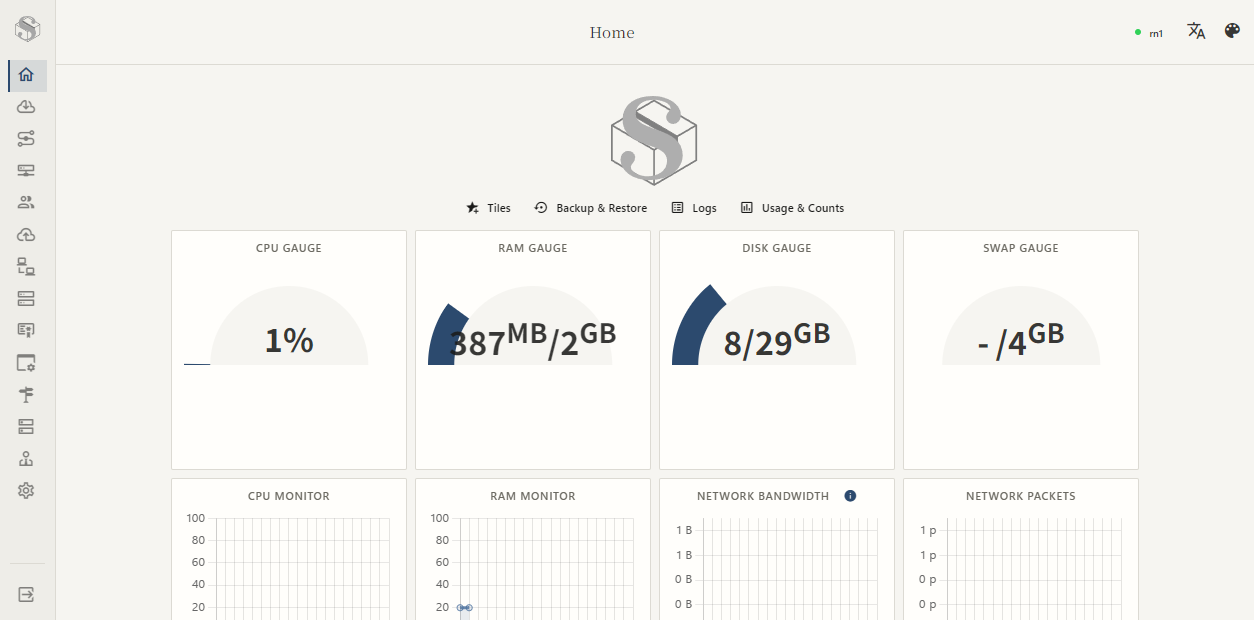 Home
rn1
Tiles
Backup & Restore
Logs
Usage & Counts
CPU GAUGE
1%
RAM GAUGE
387MB/2GB
DISK GAUGE
8/29GB
SWAP GAUGE
- /4GB
CPU MONITOR
100
80
60
40
20
RAM MONITOR
100
80
60
40
20
NETWORK BANDWIDTH
1 B
1 B
0 B
0 B
NETWORK PACKETS
1 p
1 p
0 p
0 p